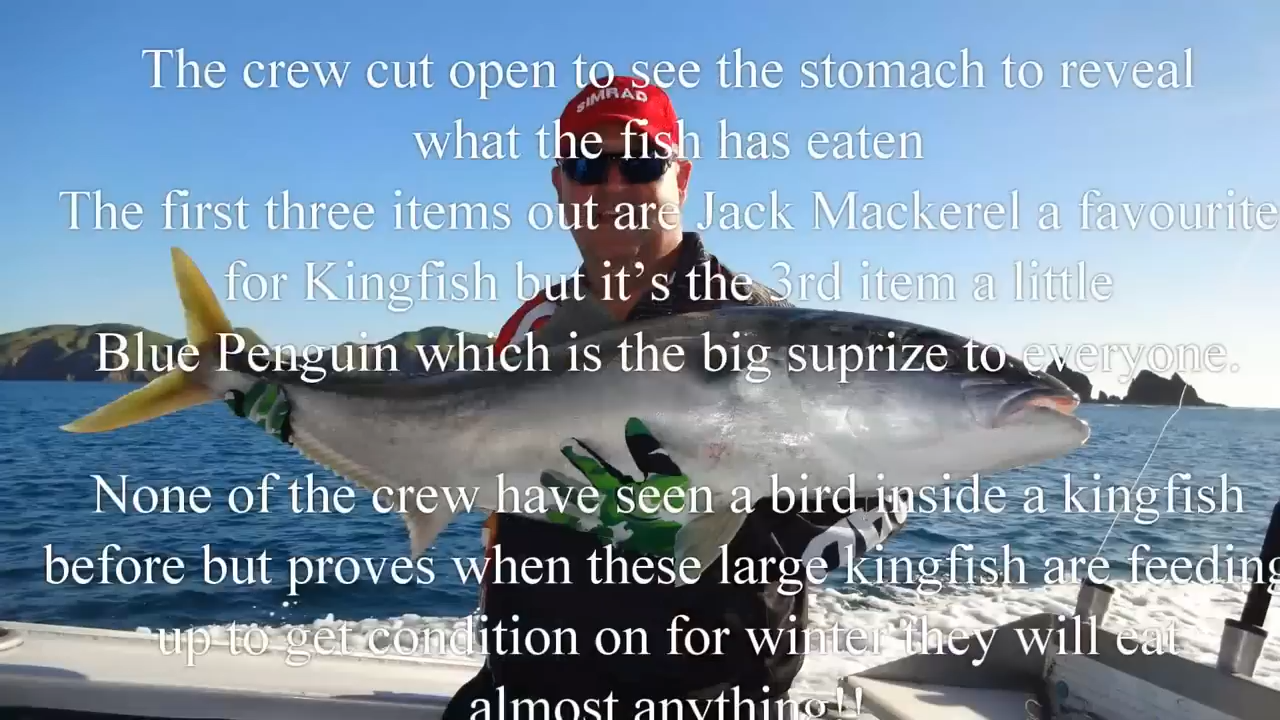 The crew cut open to see the stomach to reveal
SIMRAD
what the fish has eaten
The first three items out are Jack Mackerel a favourite
for Kingfish but it's the 3rd item a little
Blue Penguin which is the big suprize to everyone.
None of the crew have seen a bird inside a kingfish
before but proves when these large kingfish are feeding
up to get condition on for winter they will eat
almost anything!!